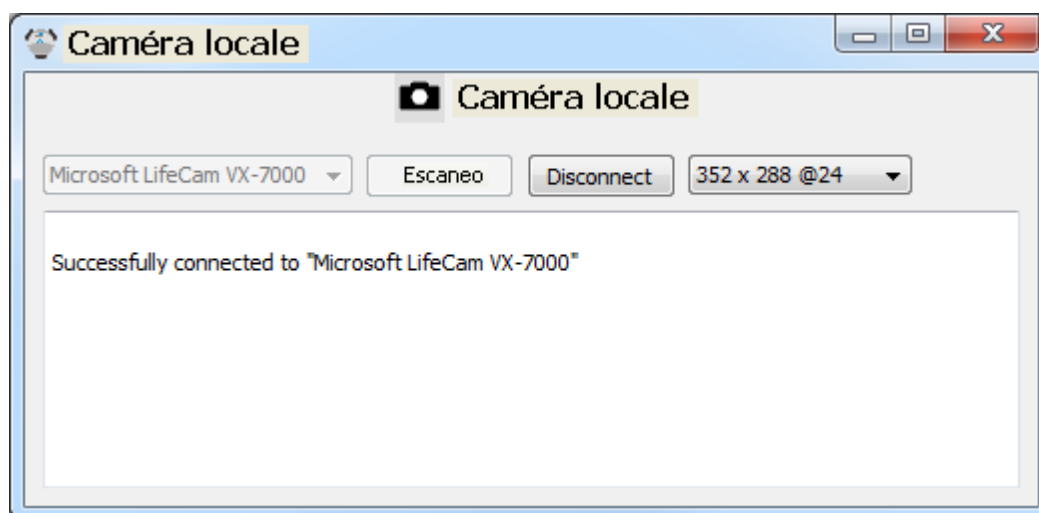 Caméra locale
Caméra locale
Microsoft LifeCam VX-7000 Escaneo Disconnect 352 x 288 @24
Successfully connected to "Microsoft LifeCam VX-7000"